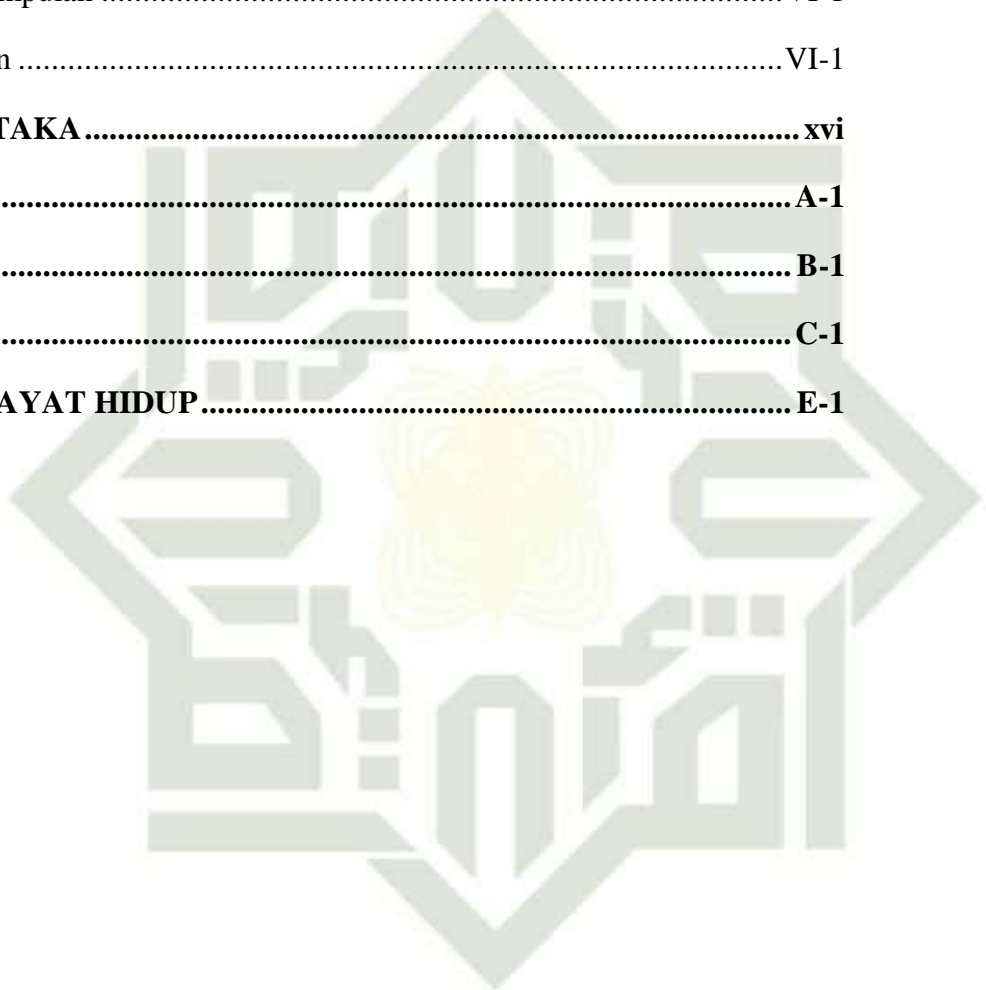 mpulan ........................................................................................ VI-1
n ............................................................................................VI-1
TAKA ...................................................................................... xvi
................................................................................................ A-1
................................................................................................ B-1
................................................................................................ C-1
AYAT HIDUP ....................................................................... E-1